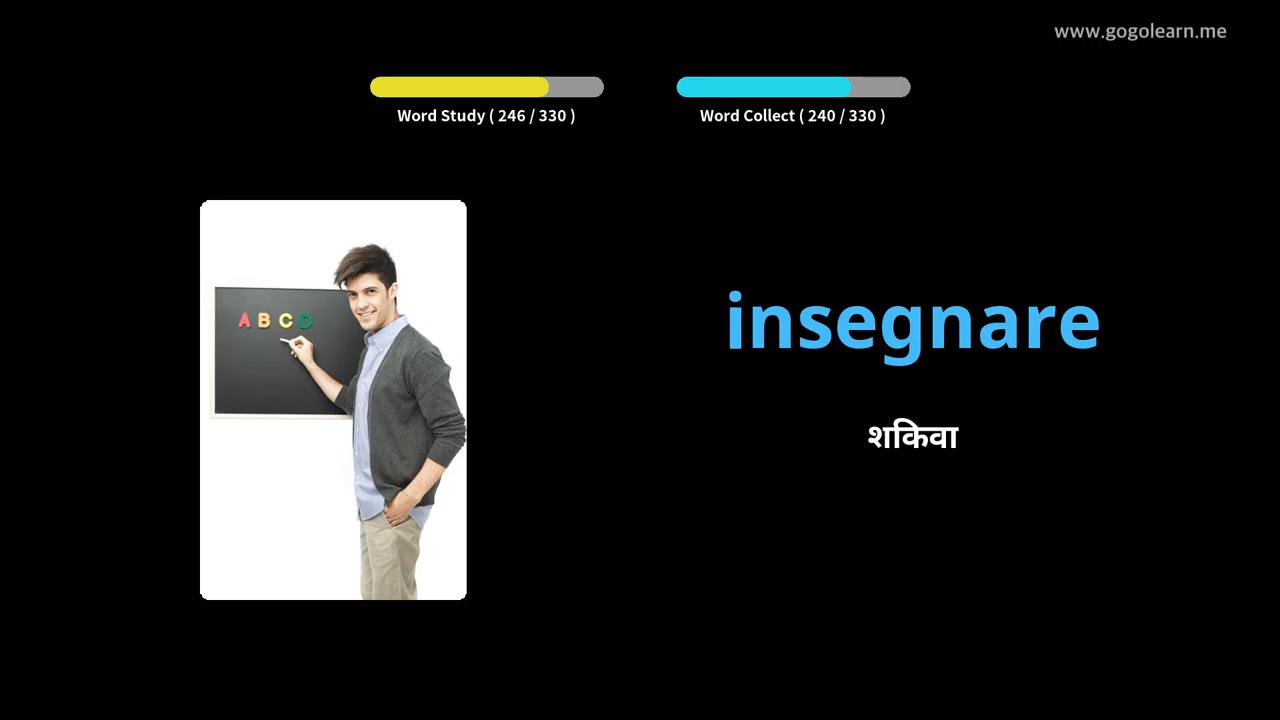 www.gogolearn.me
Word Study ( 246 / 330 )
Word Collect ( 240 / 330 )
A B C D
insegnare
शकिवा